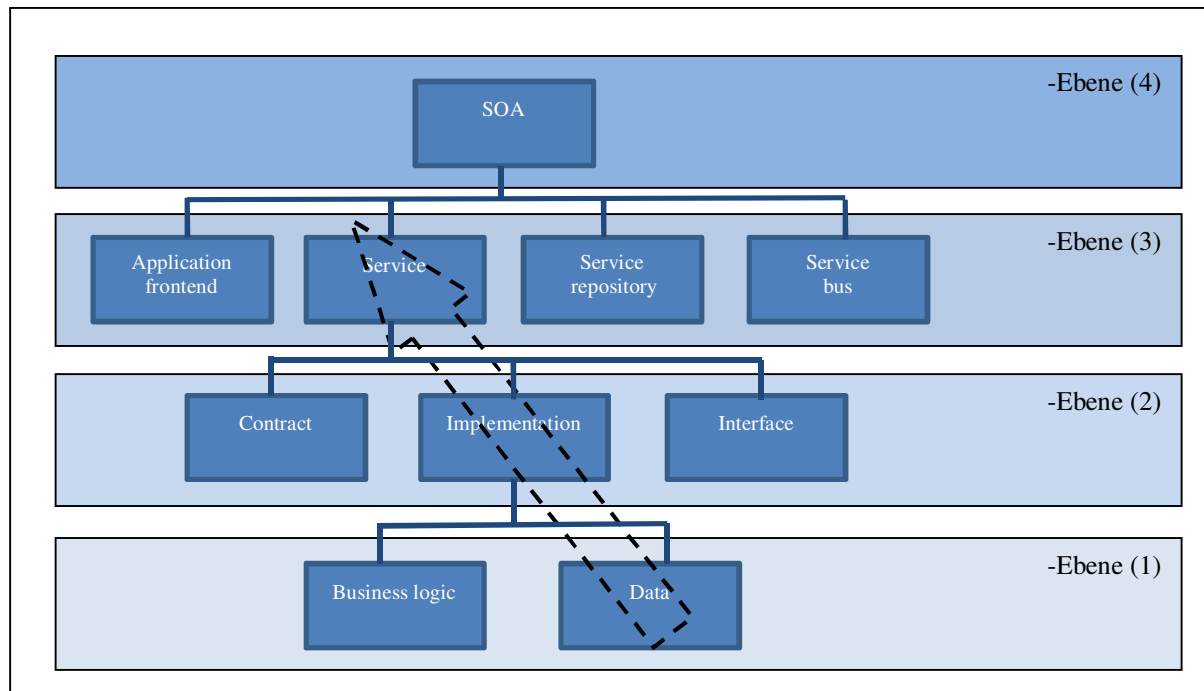 -Ebene (4)
SOA
-Ebene (3)
Application
frontend
Service
Service
repository
Service
bus
-Ebene (2)
Contract
Implementation
Interface
-Ebene (1)
Business logic
Data